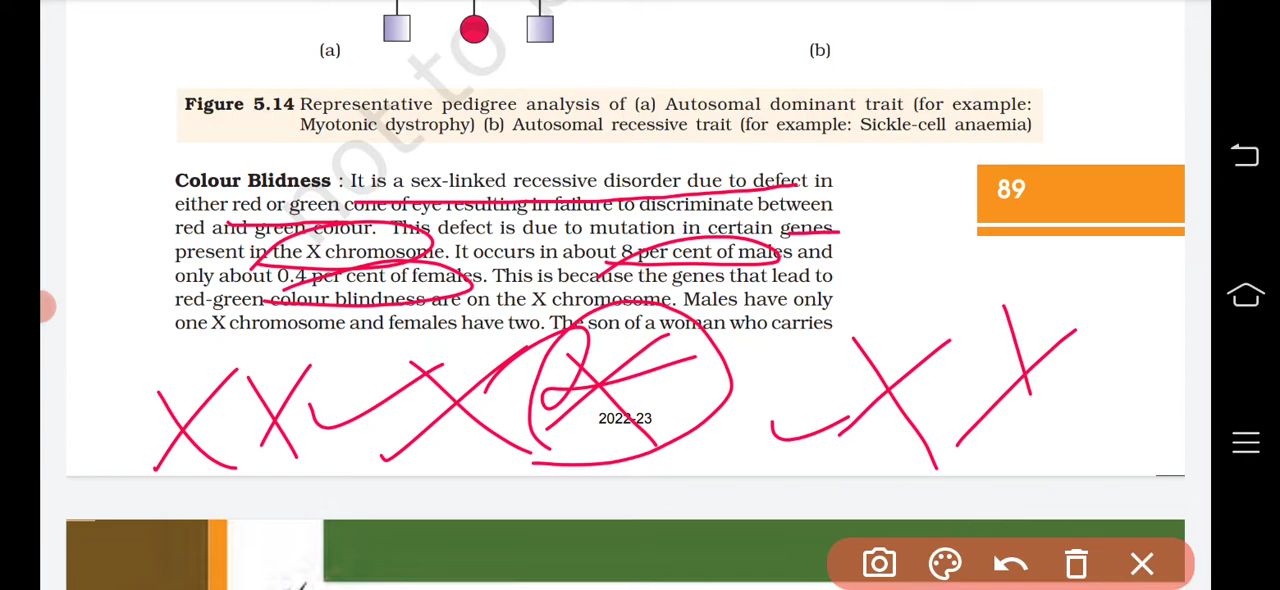 (a)
(b)
Figure 5.14 Representative pedigree analysis of (a) Autosomal dominant trait (for example:
Myotonic dystrophy) (b) Autosomal recessive trait (for example: Sickle-cell anaemia)
Colour Blidness : It is a sex-linked recessive disorder due to defect in
either red or green cone of eye resulting in failure to discriminate between
red and green colour. This defect is due to mutation in certain genes
present in the X chromosome. It occurs in about 8 per cent of males and
only about 0.4 per cent of females. This is because the genes that lead to
red-green colour blindness are on the X chromosome. Males have only
one X chromosome and females have two. The son of a woman who carries
89
X X X X X X
2022-23
not to b